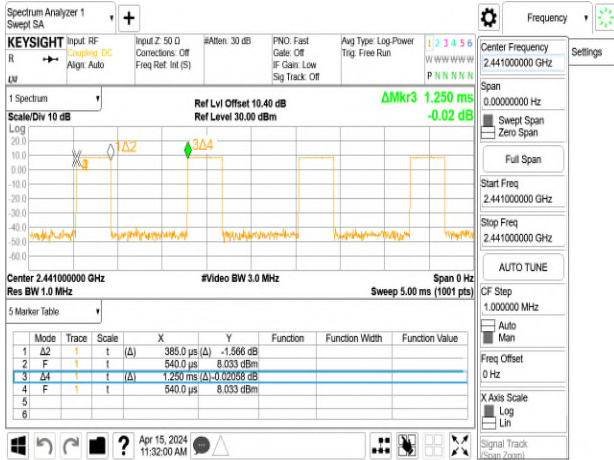 Spectrum Analyzer 1
Swept SA
Frequency
Settings
KEYSIGHT
R
Input: RF
Coupling: DC
Align: Auto
Input Z: 50 Ω
Corrections: Off
Freq Ref: Int (S)
#Atten: 30 dB
PNO: Fast
Gate: Off
IF Gain: Low
Sig Track: Off
Avg Type: Log-Power
Trig: Free Run
1 2 3 4 5 6
W W W W W W
P N N N N N
1 Spectrum
Scale/Div 10 dB
Log
Ref Lvl Offset 10.40 dB
Ref Level 30.00 dBm
ΔMkr3 1.250 ms
-0.02 dB
20.0
10.0
0.00
-10.0
-20.0
-30.0
-40.0
-50.0
-60.0
1Δ2
3Δ4
Center 2.441000000 GHz
Res BW 1.0 MHz
#Video BW 3.0 MHz
Span 0 Hz
Sweep 5.00 ms (1001 pts)
5 Marker Table
Mode Trace Scale X Y Function Function Width Function Value
1 Δ2 1 t (Δ) 385.0 µs (Δ) -1.566 dB
2 F 1 t 540.0 µs 8.033 dBm
3 Δ4 1 t (Δ) 1.250 ms (Δ) -0.02058 dB
4 F 1 t 540.0 µs 8.033 dBm
5
6
Apr 15, 2024
11:32:00 AM
Center Frequency
2.441000000 GHz
Span
0.00000000 Hz
Swept Span
Zero Span
Full Span
Start Freq
2.441000000 GHz
Stop Freq
2.441000000 GHz
AUTO TUNE
CF Step
1.000000 MHz
Auto
Man
Freq Offset
0 Hz
X Axis Scale
Log
Lin
Signal Track
(Span Zoom)